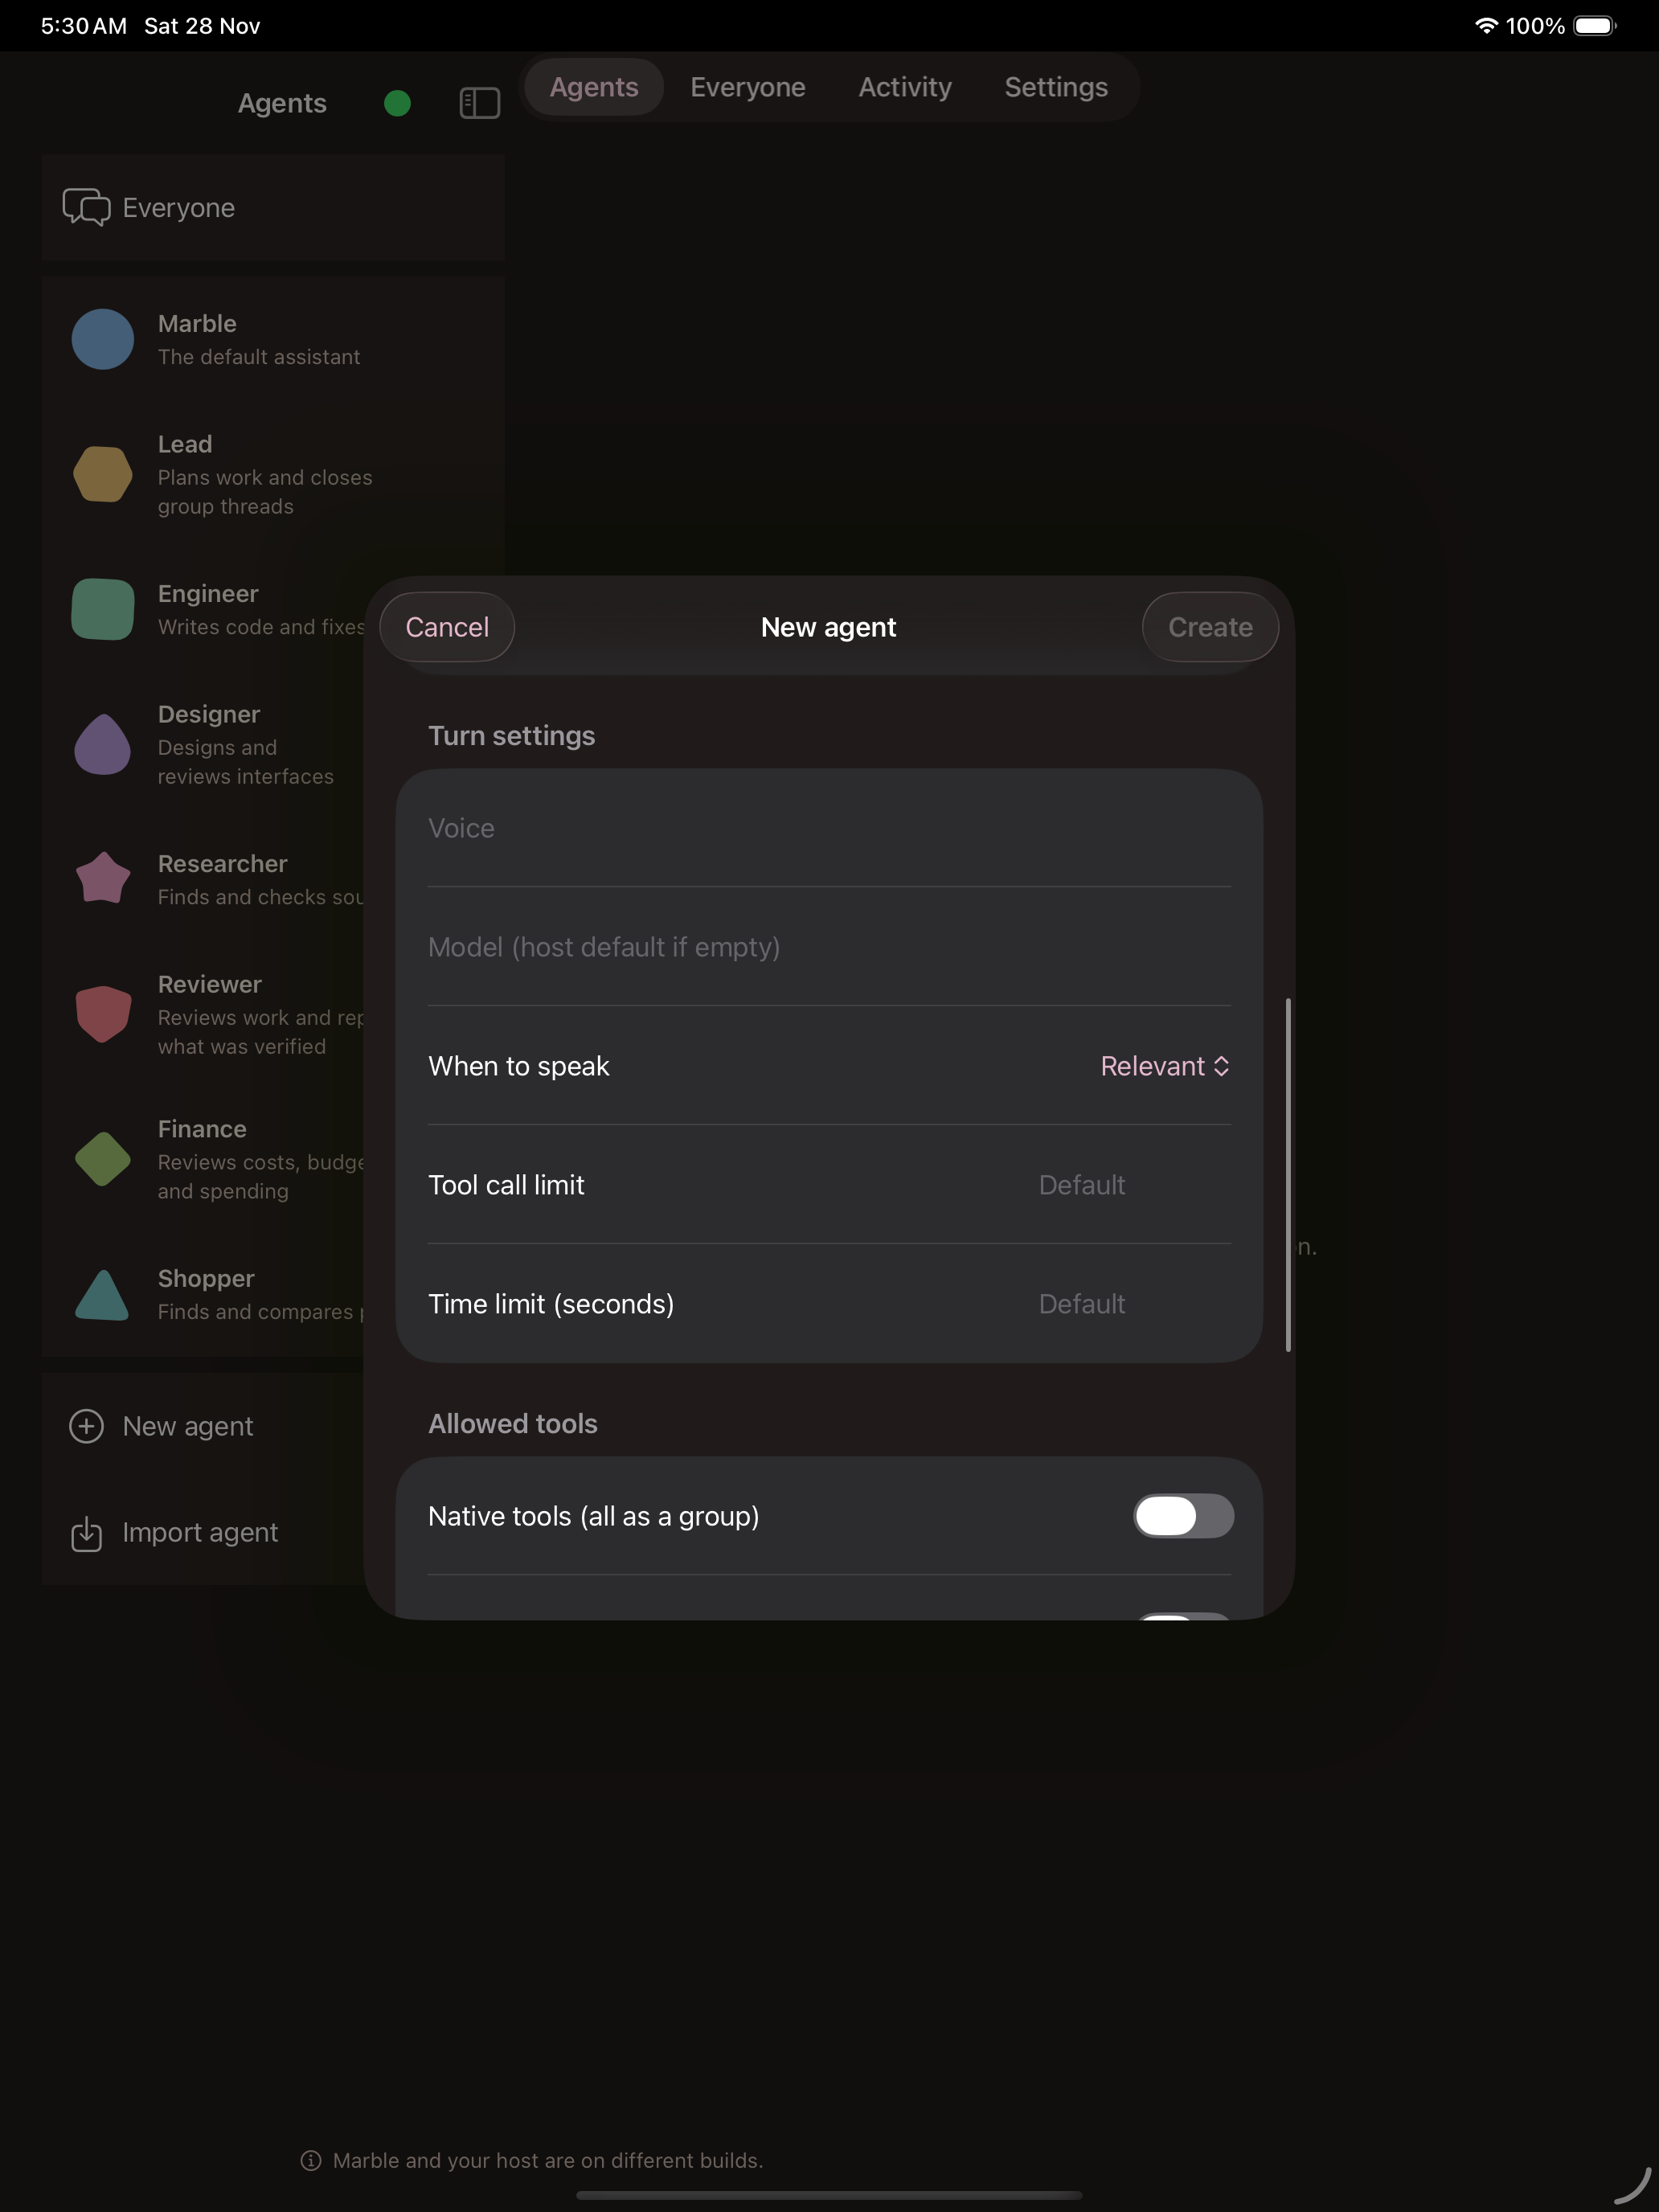 5:30 AM Sat 28 Nov
100%
Agents
Agents Everyone Activity Settings
Everyone
Marble
The default assistant
Lead
Plans work and closes
group threads
Engineer
Writes code and fixes
Designer
Designs and
reviews interfaces
Researcher
Finds and checks
Reviewer
Reviews work and
what was verified
Finance
Reviews costs,
and spending
Shopper
Finds and compares
New agent
Import agent
Cancel
New agent
Create
Turn settings
Voice
Model (host default if empty)
When to speak
Relevant
Tool call limit
Default
Time limit (seconds)
Default
Allowed tools
Native tools (all as a group)
Marble and your host are on different builds.